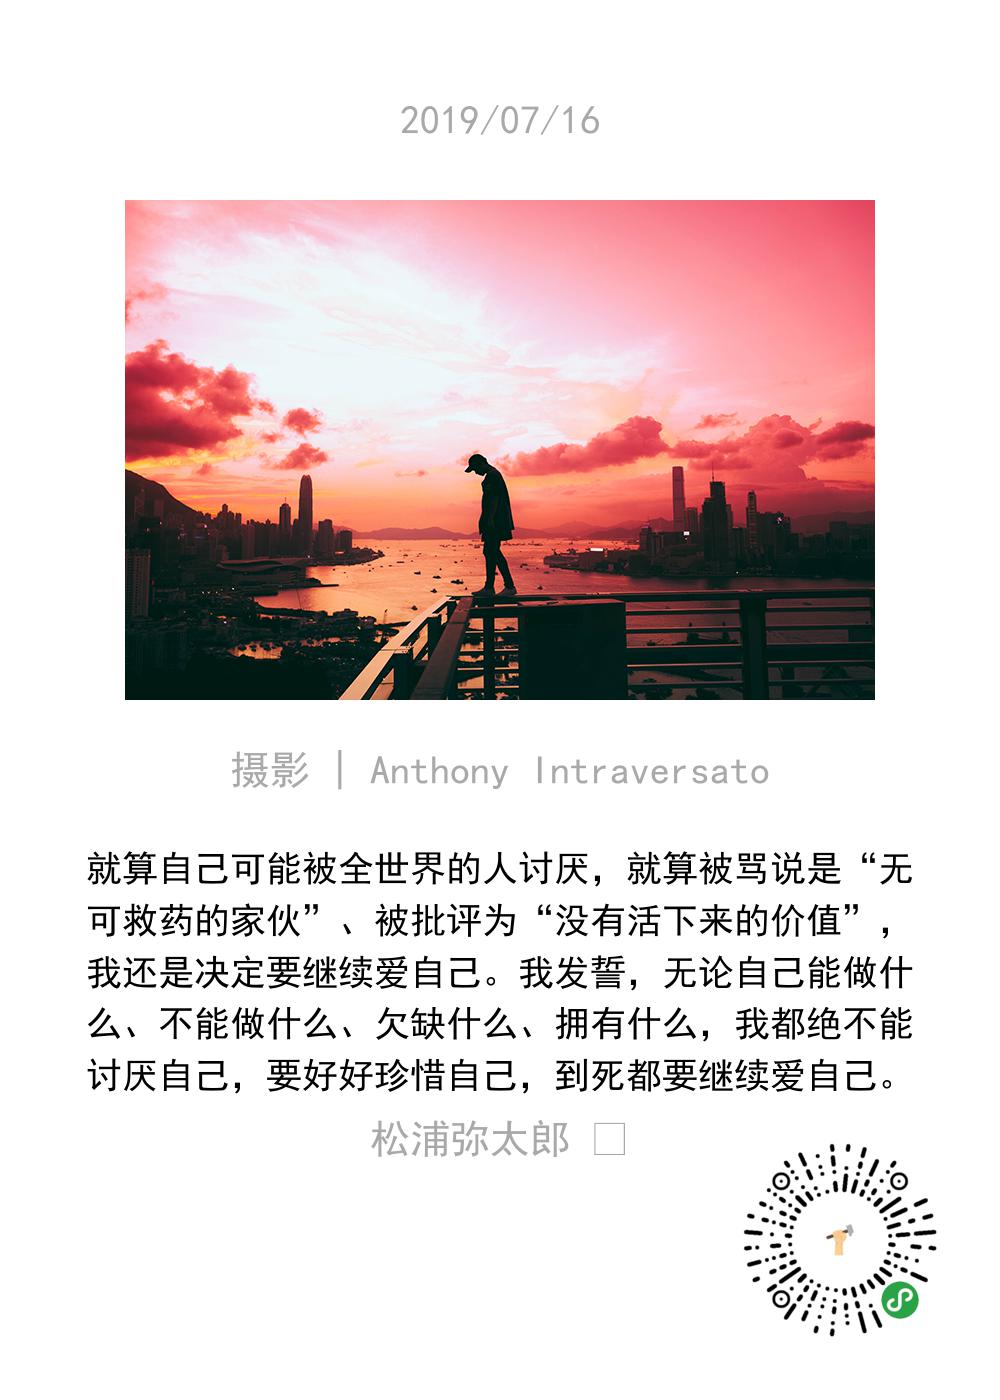 2019/07/16
摄影 | Anthony Intraversato
就算自己可能被全世界的人讨厌，就算被骂说是“无
可救药的家伙”、被批评为“没有活下来的价值”，
我还是决定要继续爱自己。我发誓，无论自己能做什
么、不能做什么、欠缺什么、拥有什么，我都绝不能
讨厌自己，要好好珍惜自己，到死都要继续爱自己。
松浦弥太郎 □